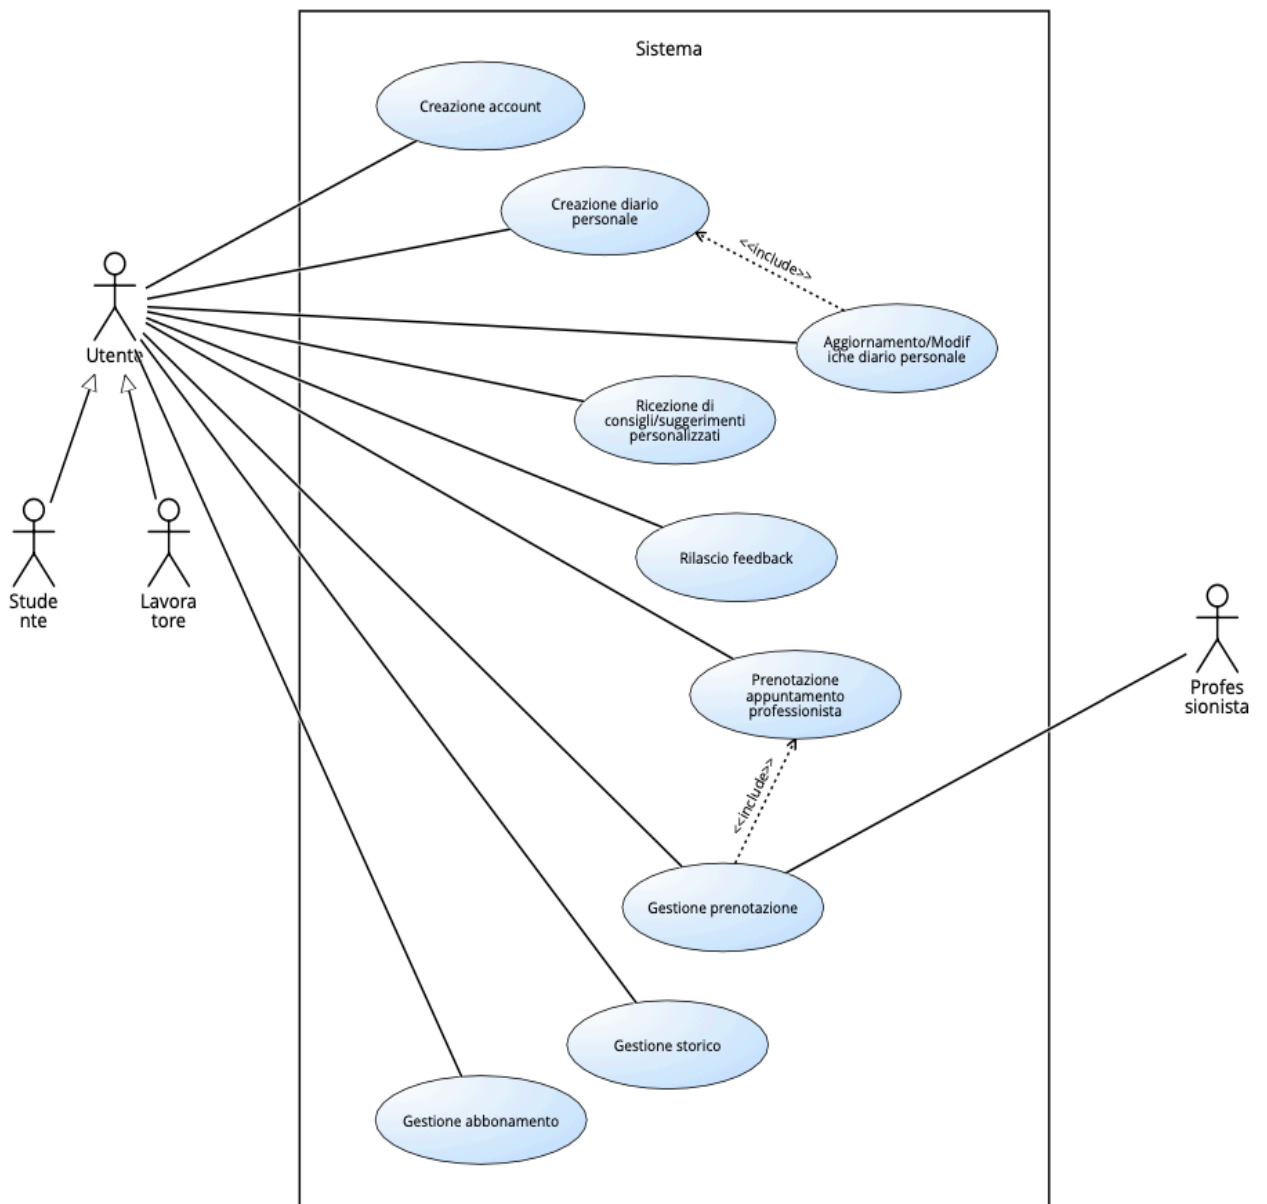 Sistema
Creazione account
Creazione diario
personale
<<include>>
Aggiornamento/Modif
iche diario personale
Utente
Ricezione di
consigli/suggerimenti
personalizzati
Rilascio feedback
Stude
nte
Lavora
tore
Prenotazione
appuntamento
professionista
Profes
sionista
<<include>>
Gestione prenotazione
Gestione storico
Gestione abbonamento